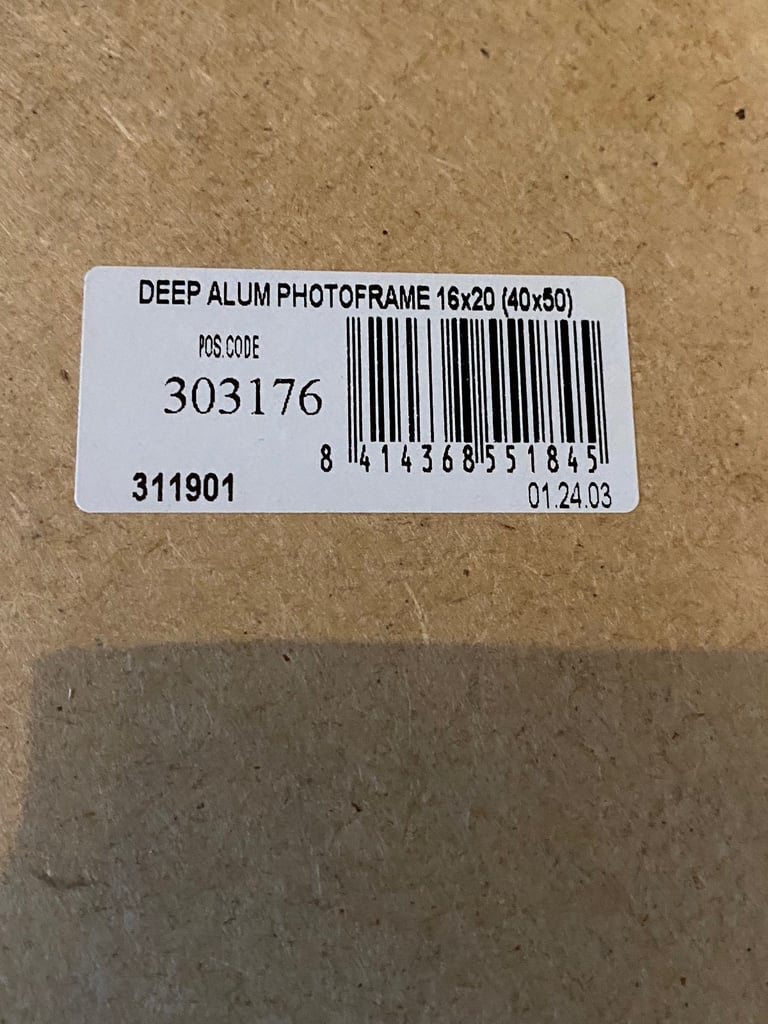 DEEP ALUM PHOTOFRAME 16x20 (40x50)
POS.CODE
303176
8 414368 551845
311901
01.24.03